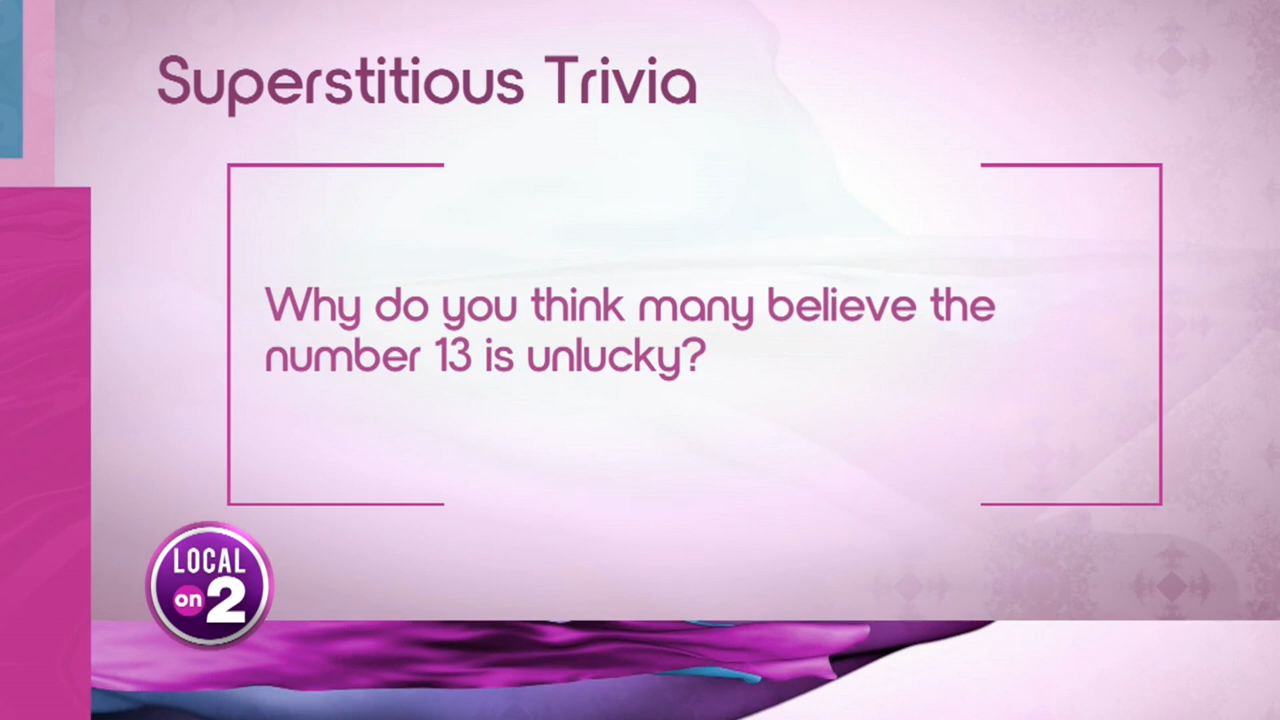 Superstitious Trivia
Why do you think many believe the
number 13 is unlucky?
LOCAL
on 2